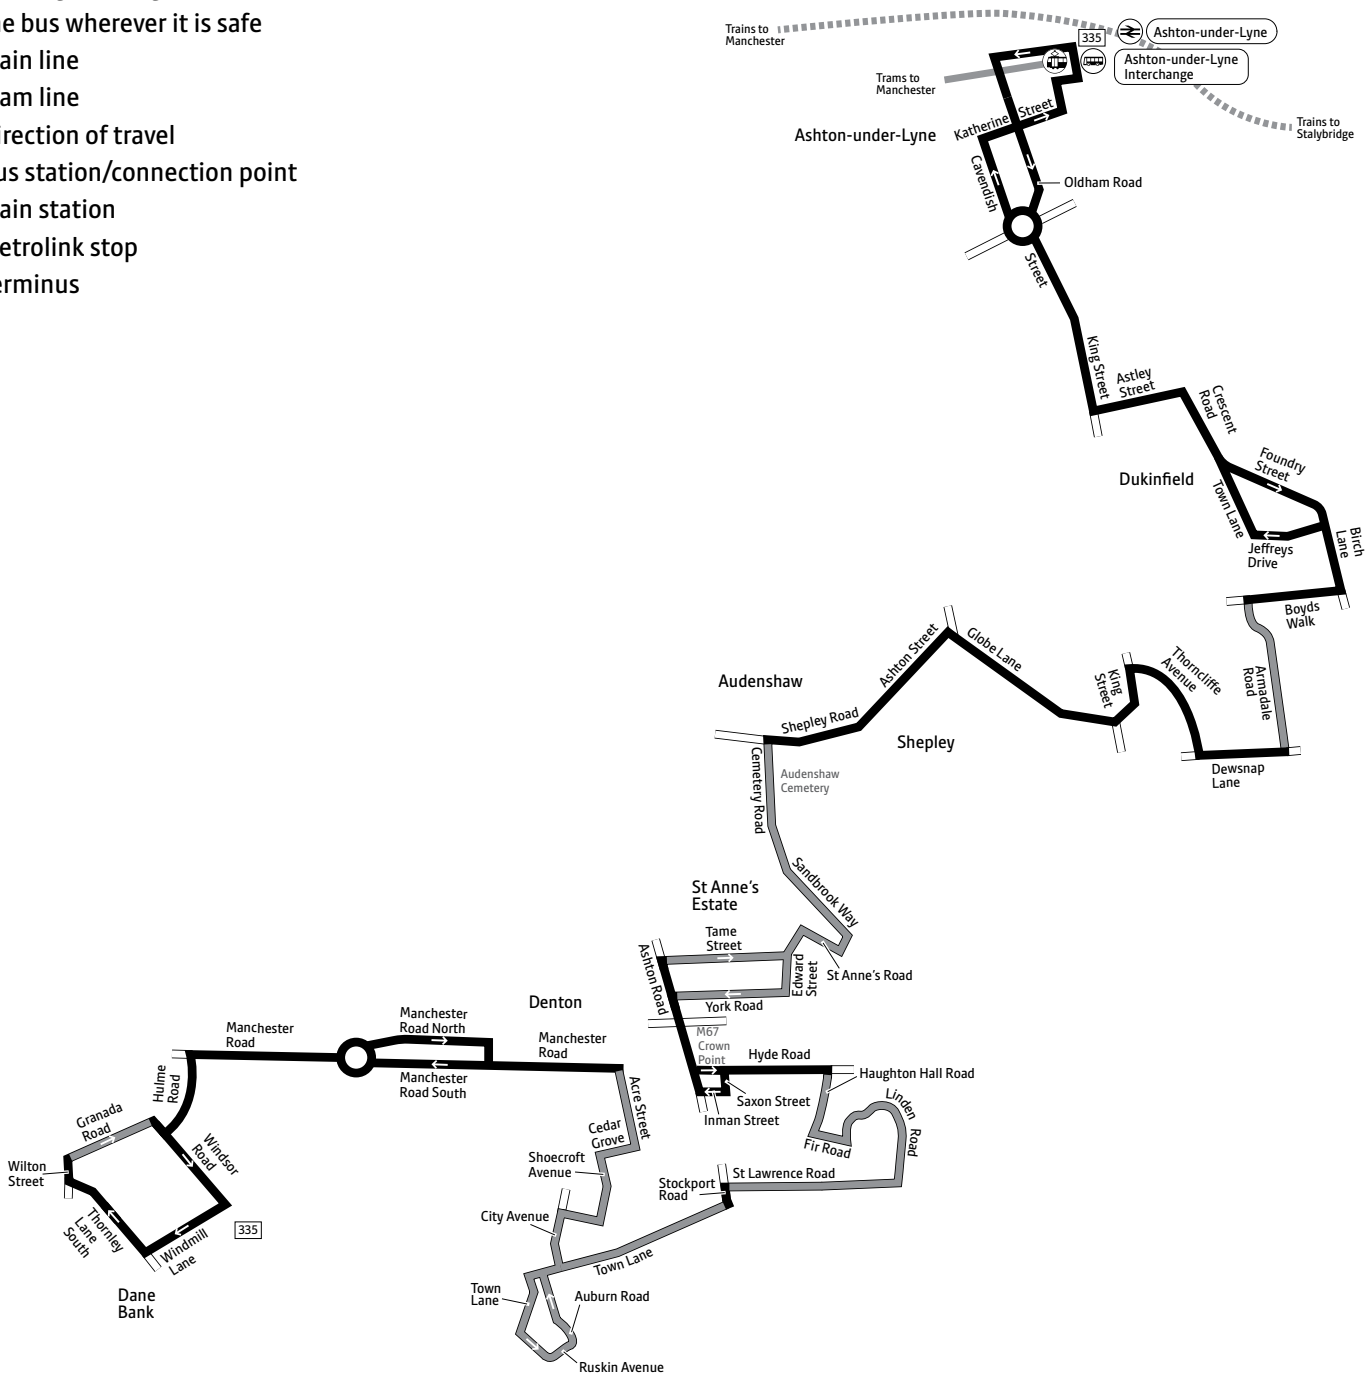 he bus wherever it is safe
ain line
am line
irection of travel
us station/connection point
ain station
etrolink stop
erminus
Trains to
Manchester
335
Ashton-under-Lyne
Ashton-under-Lyne
Interchange
Trams to
Manchester
Trains to
Stalybridge
Ashton-under-Lyne
Katherine Street
Cavendish
Street
Oldham Road
King Street
Astley
Street
Crescent
Road
Dukinfield
Foundry
Street
Town Lane
Jeffreys
Drive
Birch
Lane
Boyds
Walk
Armadale
Road
Dewsnap
Lane
Thorncliffe
Avenue
King
Street
Globe Lane
Ashton Street
Audenshaw
Shepley Road
Shepley
Cemetery Road
Audenshaw
Cemetery
Sandbrook Way
St Anne's
Estate
Tame
Street
Edward
Street
St Anne's Road
Ashton Road
York Road
M67
Crown
Point
Hyde Road
Haughton Hall Road
Saxon Street
Inman Street
Linden
Road
Fir Road
St Lawrence Road
Stockport
Road
Denton
Manchester
Road
Manchester
Road North
Manchester
Road
Manchester
Road South
Acre Street
Cedar
Grove
Shoecroft
Avenue
City Avenue
Town Lane
Town
Lane
Auburn Road
Ruskin Avenue
Hulme
Road
Granada
Road
Windsor
Road
Wilton
Street
Thornley
Lane
South
Windmill
Lane
335
Dane
Bank